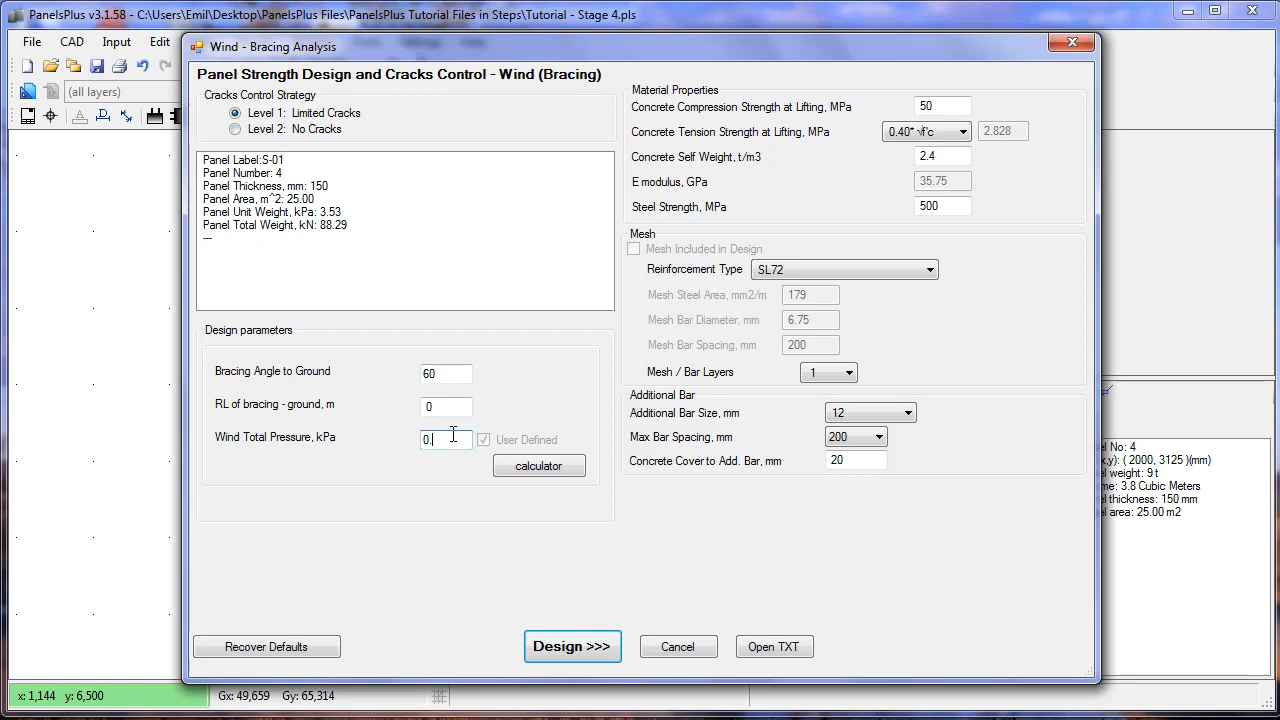 PanelsPlus v3.1.58 - C:\Users\Emil\Desktop\PanelsPlus Files\PanelsPlus Tutorial Files in Steps\Tutorial - Stage 4.pls
File CAD Input Edit
(all layers)
Wind - Bracing Analysis
Panel Strength Design and Cracks Control - Wind (Bracing)
Cracks Control Strategy
Level 1: Limited Cracks
Level 2: No Cracks
Panel Label:S-01
Panel Number: 4
Panel Thickness, mm: 150
Panel Area, m^2: 25.00
Panel Unit Weight, kPa: 3.53
Panel Total Weight, kN: 88.29
---
Design parameters
Bracing Angle to Ground 60
RL of bracing - ground, m 0
Wind Total Pressure, kPa 0. User Defined
calculator
Material Properties
Concrete Compression Strength at Lifting, MPa 50
Concrete Tension Strength at Lifting, MPa 0.40* √f'c 2.828
Concrete Self Weight, t/m3 2.4
E modulus, GPa 35.75
Steel Strength, MPa 500
Mesh
Mesh Included in Design
Reinforcement Type SL72
Mesh Steel Area, mm2/m 179
Mesh Bar Diameter, mm 6.75
Mesh Bar Spacing, mm 200
Mesh / Bar Layers 1
Additional Bar
Additional Bar Size, mm 12
Max Bar Spacing, mm 200
Concrete Cover to Add. Bar, mm 20
Recover Defaults Design >>> Cancel Open TXT
el No: 4
x,y): ( 2000, 3125 )(mm)
el weight: 9 t
me: 3.8 Cubic Meters
el thickness: 150 mm
el area: 25.00 m2
x: 1,144 y: 6,500 Gx: 49,659 Gy: 65,314